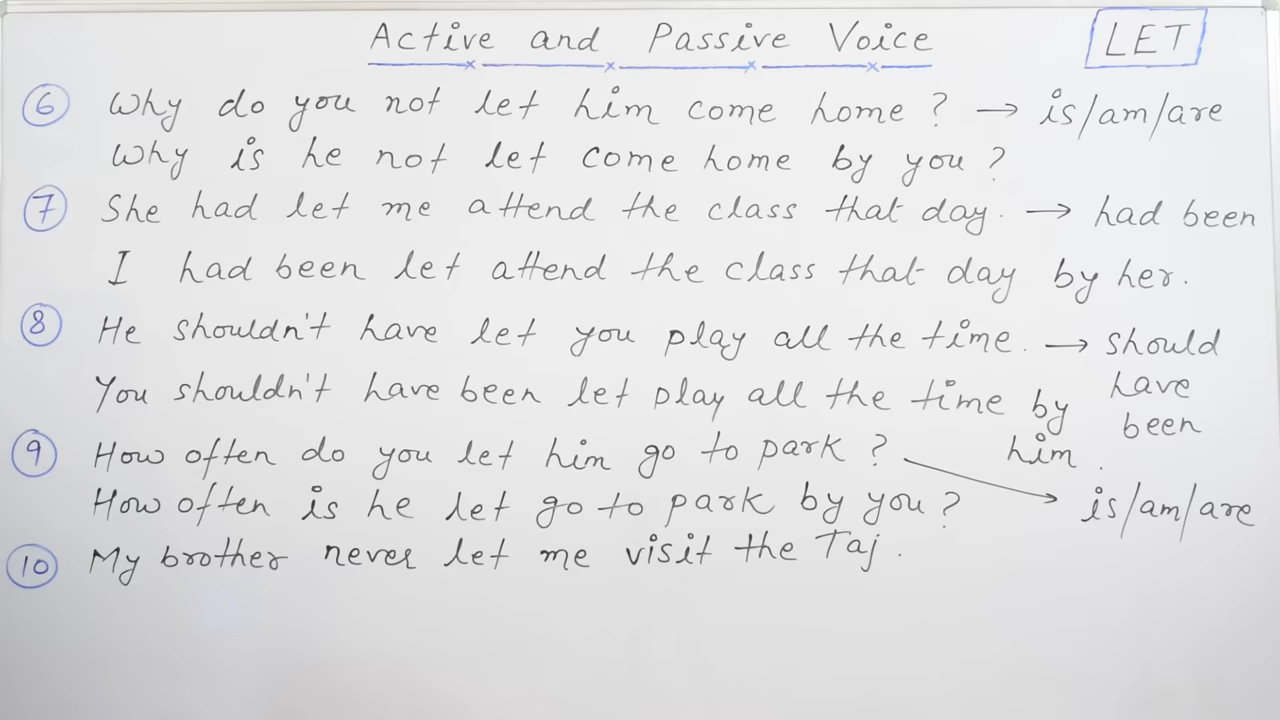 Active and Passive Voice LET
6 Why do you not let him come home ? → is/am/are
Why is he not let come home by you ?
7 She had let me attend the class that day. → had been
I had been let attend the class that day by her.
8 He shouldn't have let you play all the time. → should have been
You shouldn't have been let play all the time by him.
9 How often do you let him go to park ? → is/am/are
How often is he let go to park by you ?
10 My brother never let me visit the Taj.